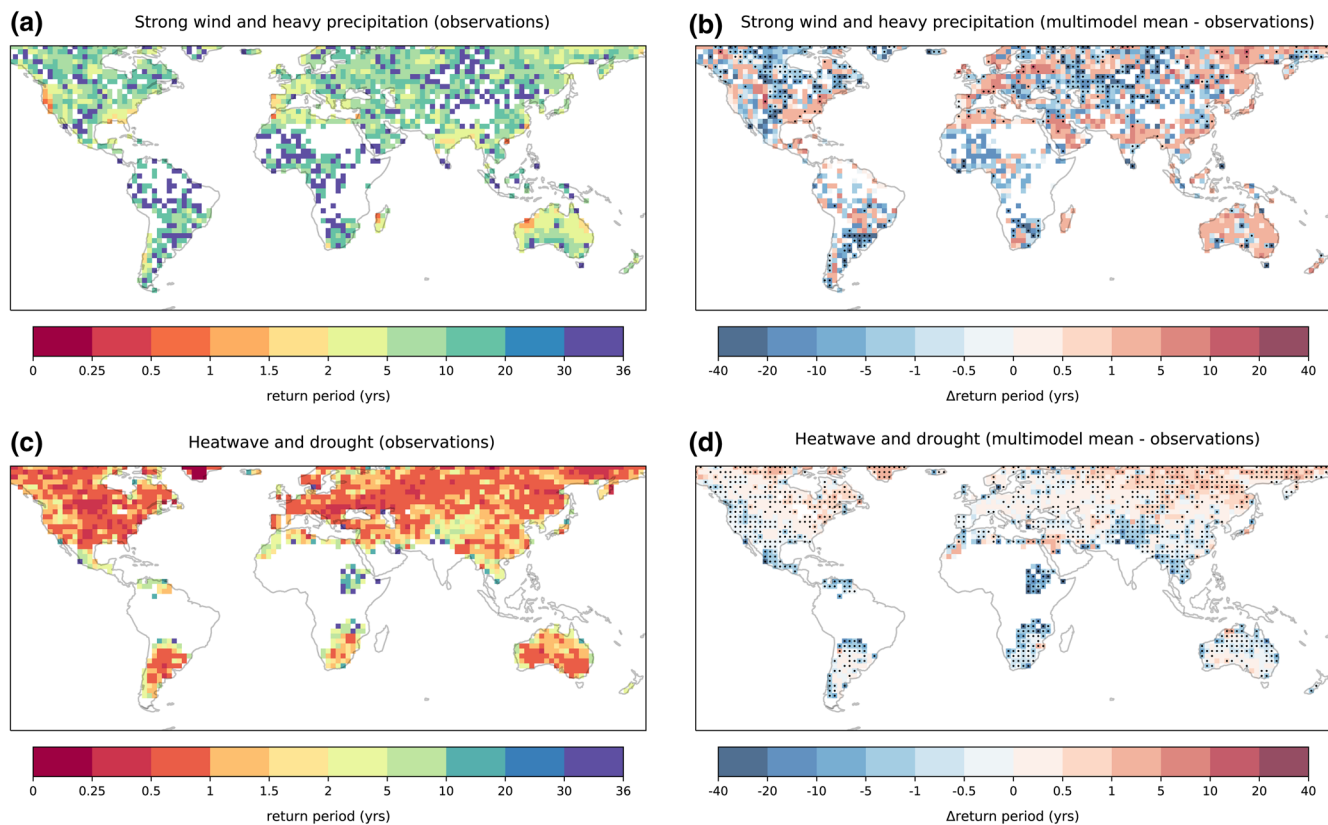 (a) Strong wind and heavy precipitation (observations)
0 0.25 0.5 1 1.5 2 5 10 20 30 36
return period (yrs)
(b) Strong wind and heavy precipitation (multimodel mean - observations)
-40 -20 -10 -5 -1 -0.5 0 0.5 1 5 10 20 40
Δreturn period (yrs)
(c) Heatwave and drought (observations)
0 0.25 0.5 1 1.5 2 5 10 20 30 36
return period (yrs)
(d) Heatwave and drought (multimodel mean - observations)
-40 -20 -10 -5 -1 -0.5 0 0.5 1 5 10 20 40
Δreturn period (yrs)